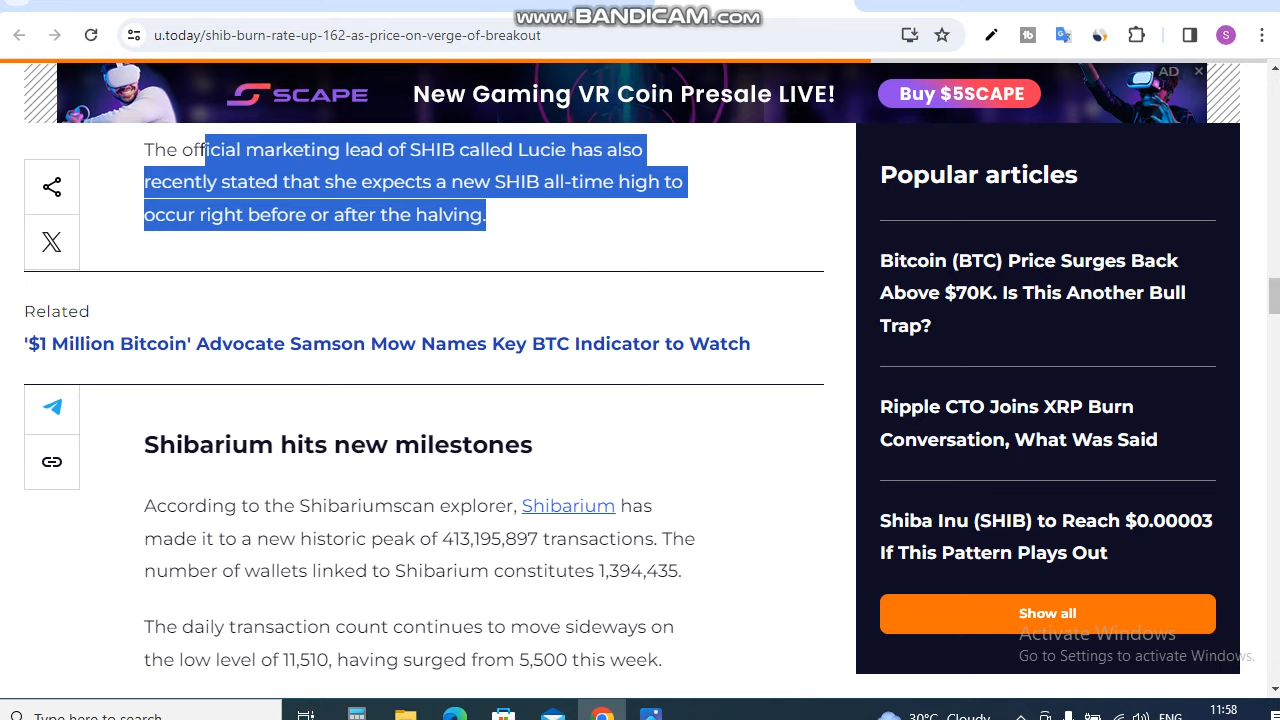 www.BANDICAM.com
u.today/shib-burn-rate-up-162-as-price-on-verge-of-breakout
S
AD
SCAPE New Gaming VR Coin Presale LIVE! Buy $5SCAPE
The official marketing lead of SHIB called Lucie has also
recently stated that she expects a new SHIB all-time high to
occur right before or after the halving.
Related
'$1 Million Bitcoin' Advocate Samson Mow Names Key BTC Indicator to Watch
Shibarium hits new milestones
According to the Shibariumscan explorer, Shibarium has
made it to a new historic peak of 413,195,897 transactions. The
number of wallets linked to Shibarium constitutes 1,394,435.
The daily transaction count continues to move sideways on
the low level of 11,510, having surged from 5,500 this week.
Popular articles
Bitcoin (BTC) Price Surges Back
Above $70K. Is This Another Bull
Trap?
Ripple CTO Joins XRP Burn
Conversation, What Was Said
Shiba Inu (SHIB) to Reach $0.00003
If This Pattern Plays Out
Show all
Activate Windows
Go to Settings to activate Windows.
Type here to search
30°C Cloudy
ENG
11:58